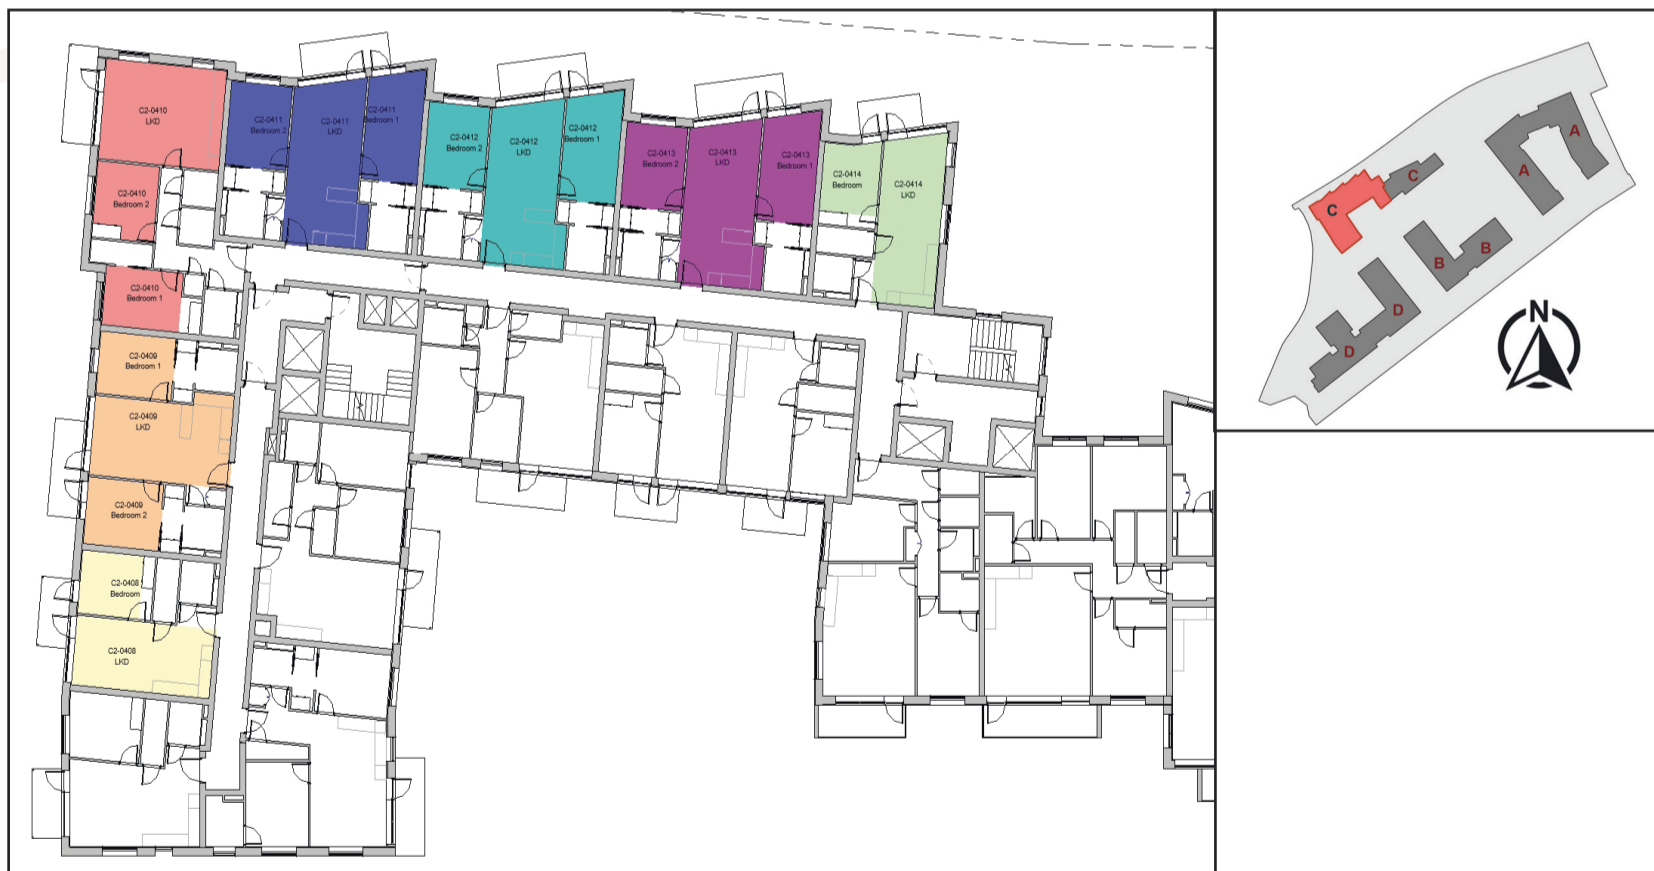 C2-0410
LKD
C2-0410
Bedroom 2
C2-0410
Bedroom 1
C2-0411
Bedroom 2
C2-0411
LKD
C2-0411
Bedroom 1
C2-0412
Bedroom 2
C2-0412
LKD
C2-0412
Bedroom 1
C2-0413
Bedroom 2
C2-0413
LKD
C2-0413
Bedroom 1
C2-0414
Bedroom
C2-0414
LKD
C2-0409
Bedroom 1
C2-0409
LKD
C2-0409
Bedroom 2
C2-0408
Bedroom
C2-0408
LKD
A
A
C
C
B
B
D
D
N